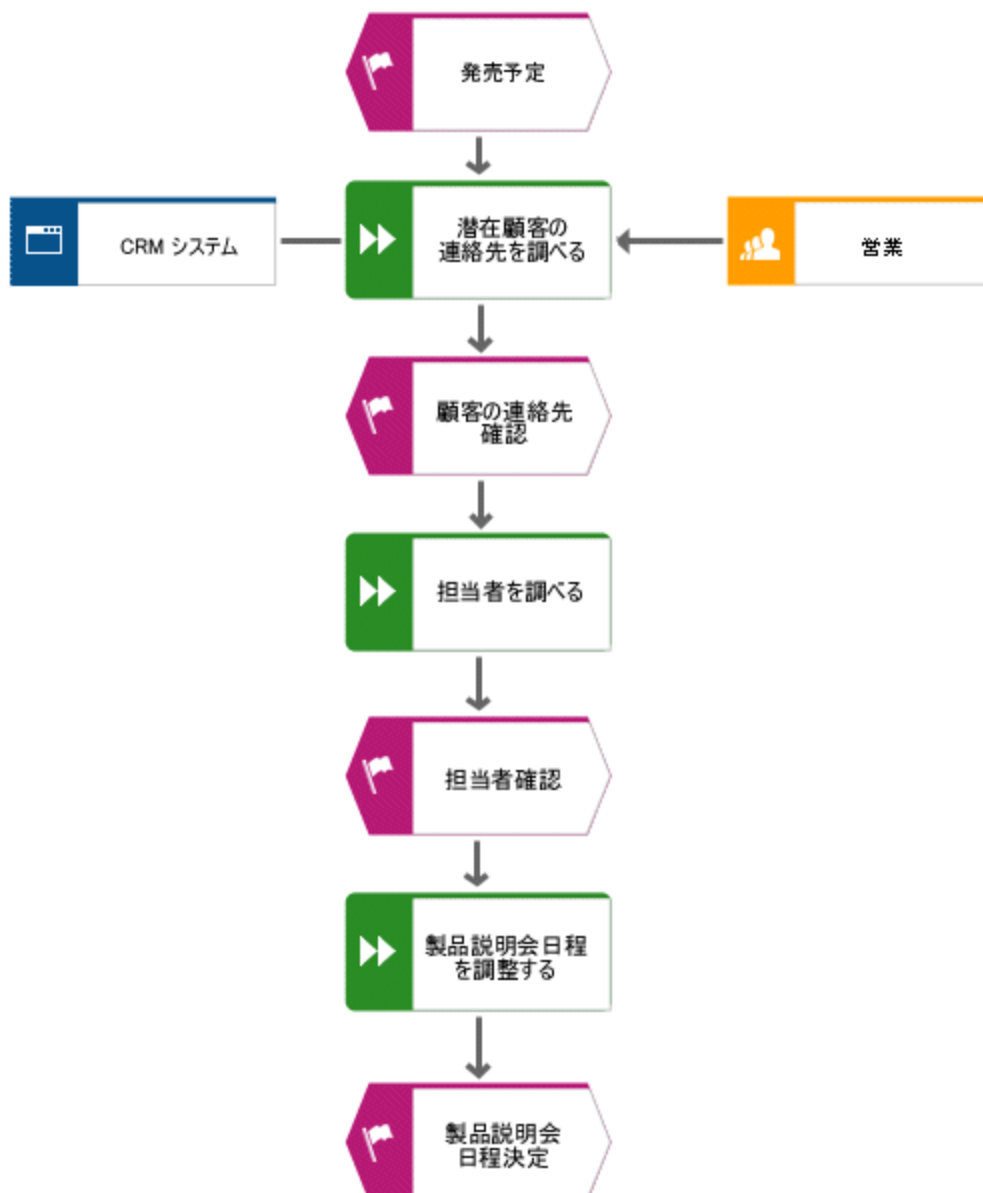 発売予定
CRM システム
潜在顧客の
連絡先を調べる
営業
顧客の連絡先
確認
担当者を調べる
担当者確認
製品説明会日程
を調整する
製品説明会
日程決定